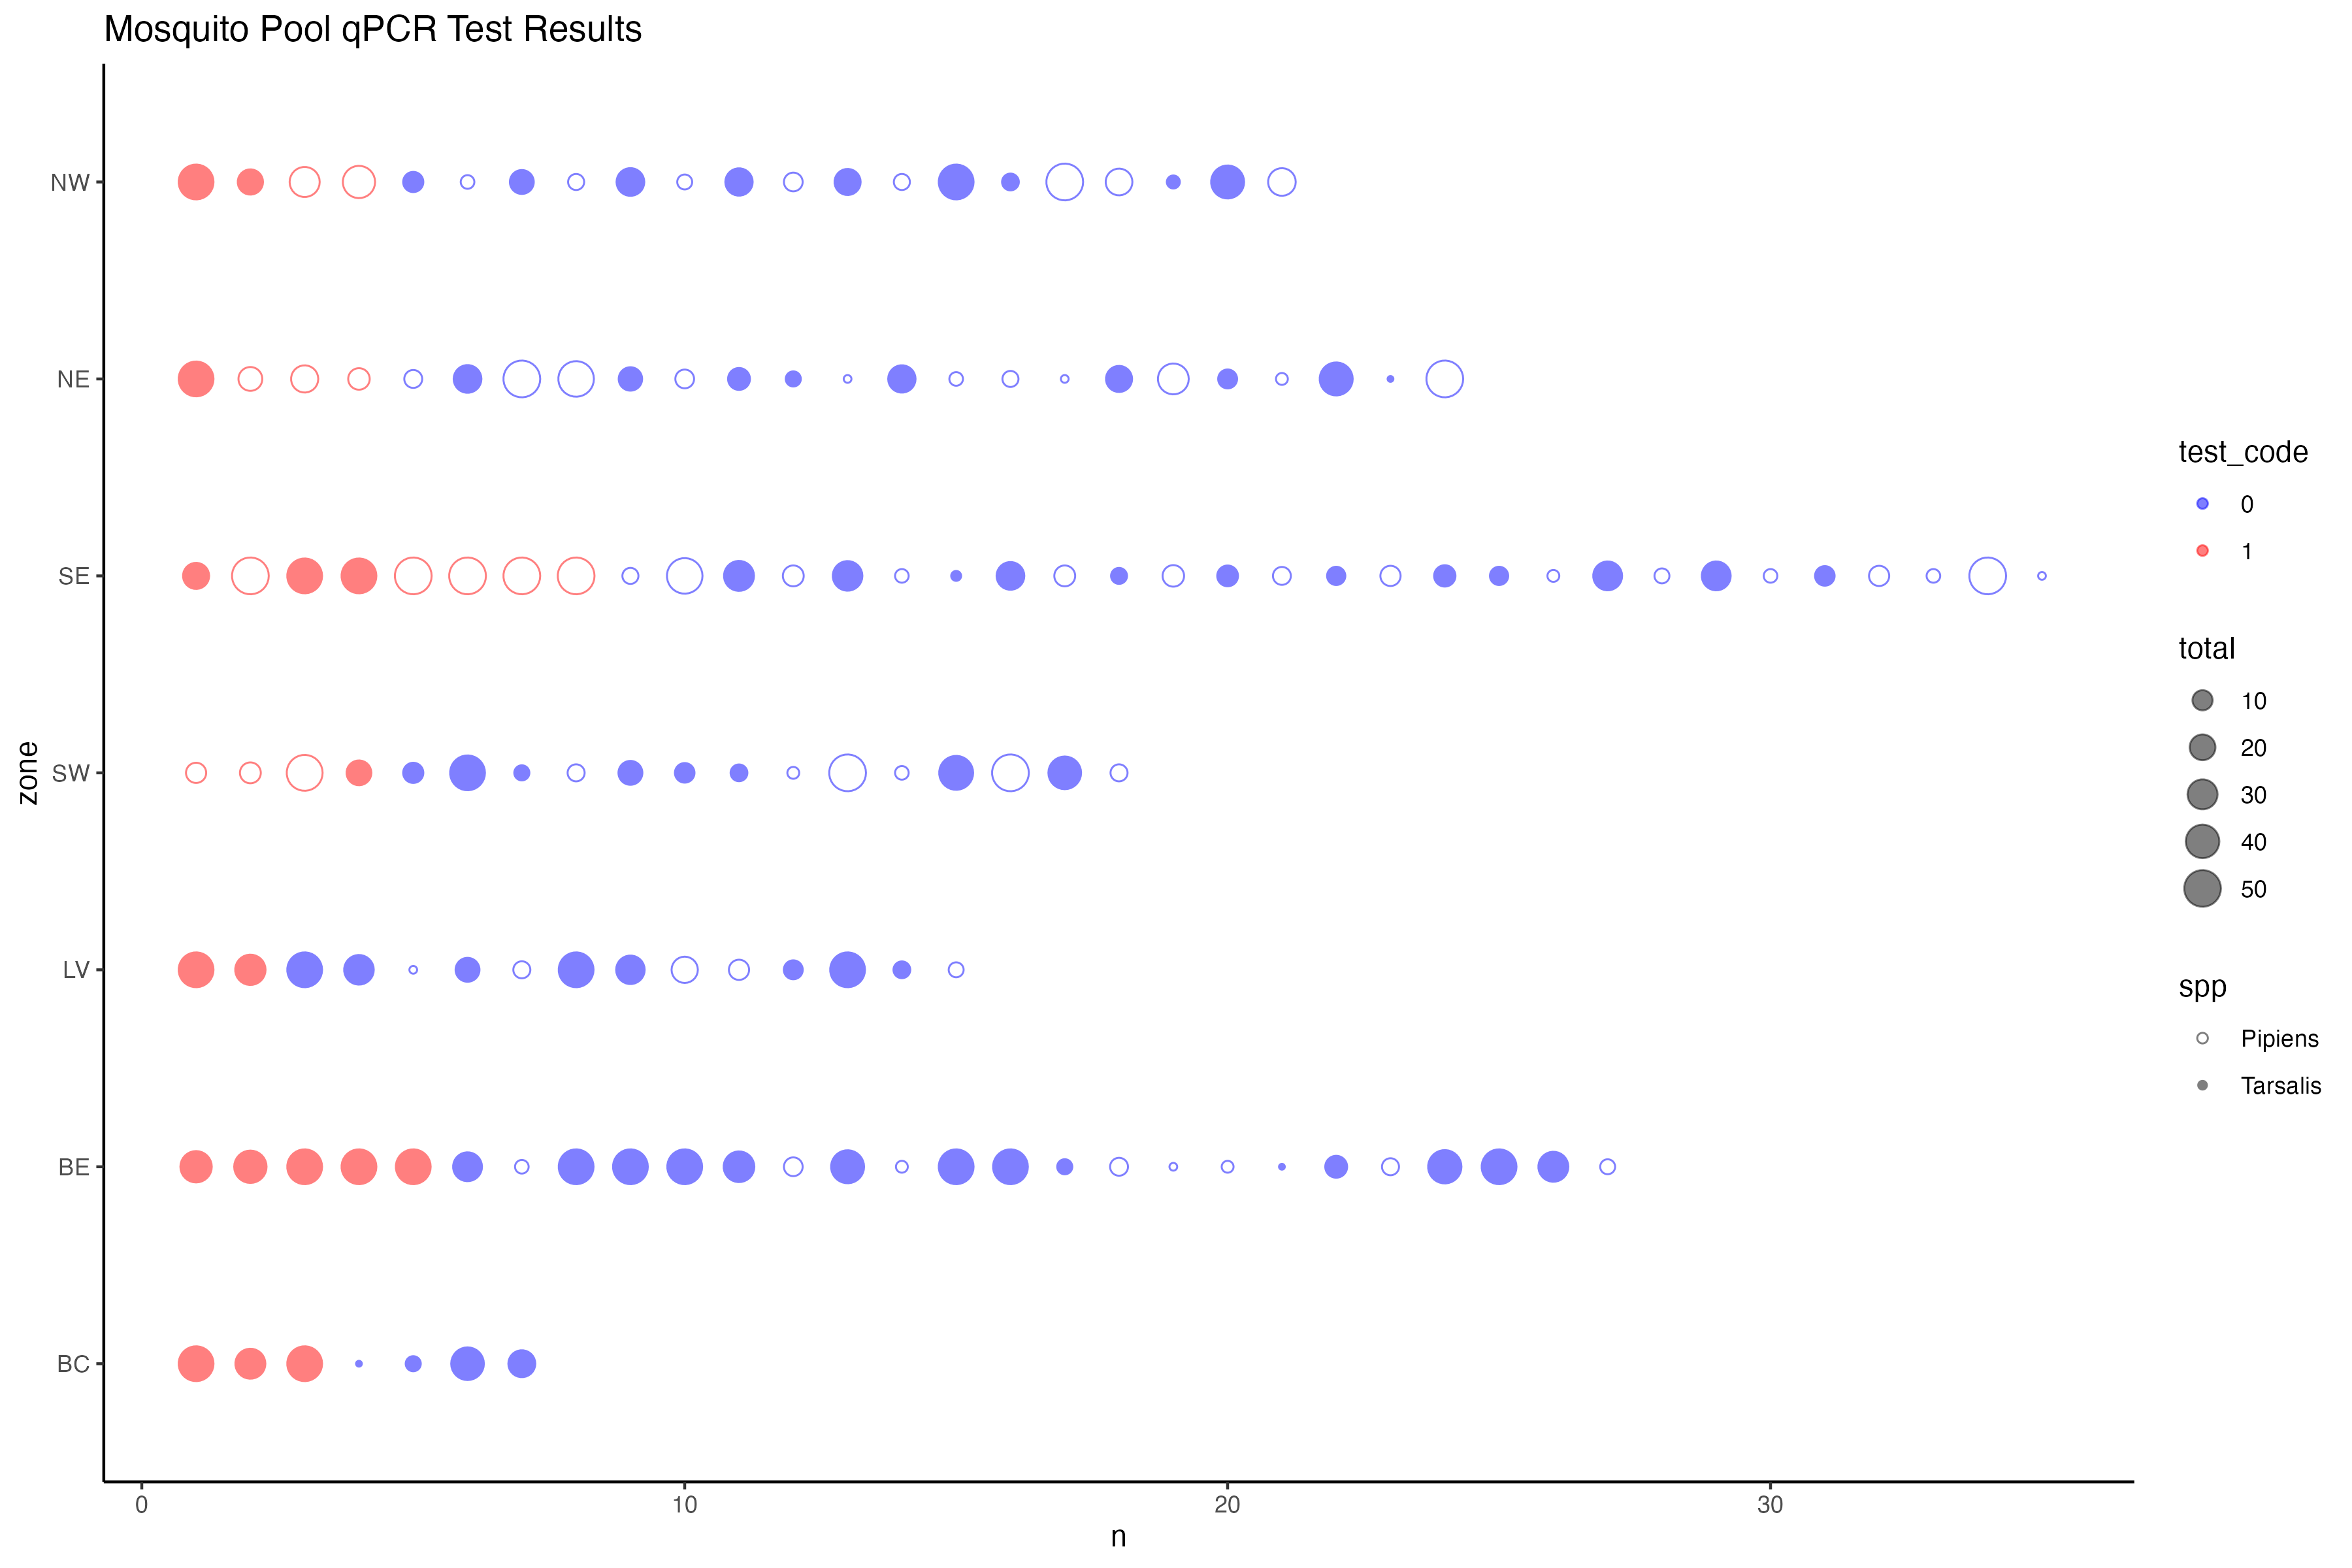 Mosquito Pool qPCR Test Results
zone
NW
NE
SE
SW
LV
BE
BC
0
10
20
30
n
test_code
0
1
total
10
20
30
40
50
spp
Pipiens
Tarsalis